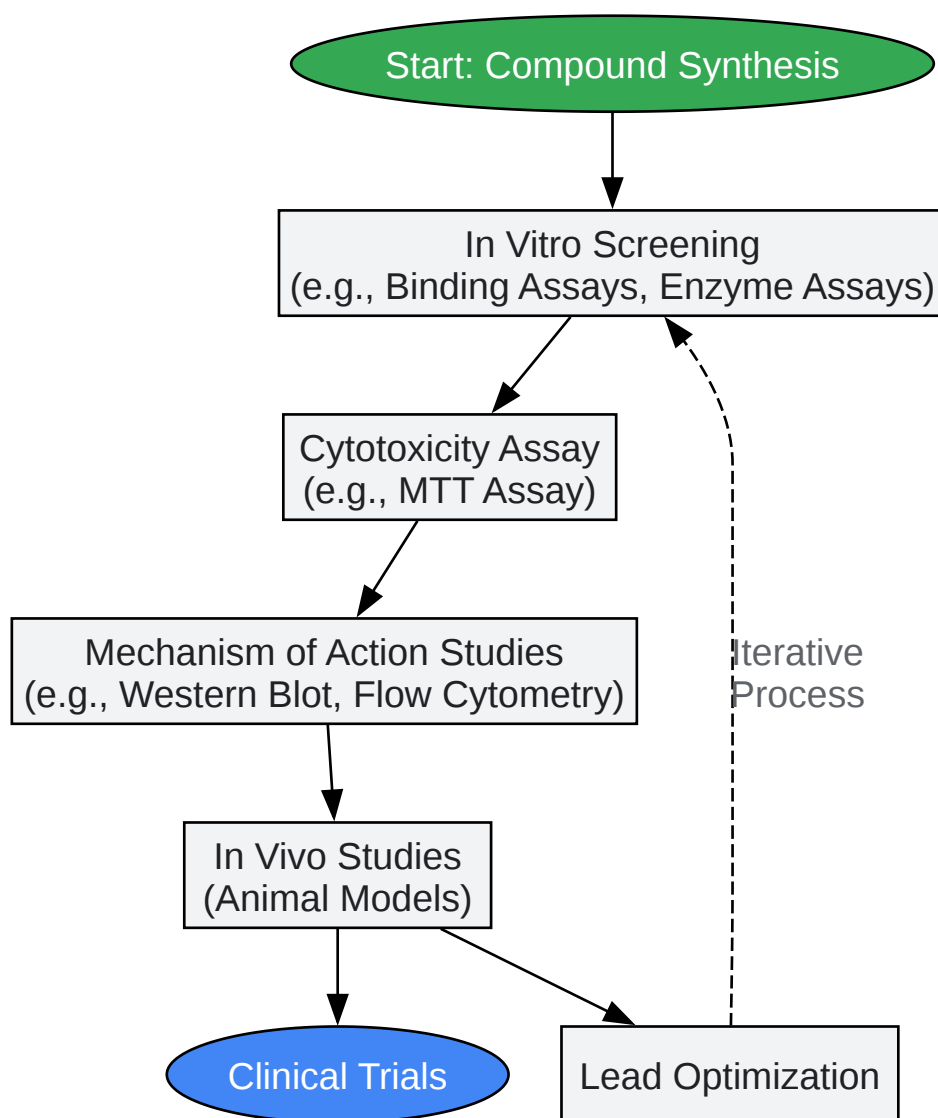 Start: Compound Synthesis
In Vitro Screening
(e.g., Binding Assays, Enzyme Assays)
Cytotoxicity Assay
(e.g., MTT Assay)
Mechanism of Action Studies
(e.g., Western Blot, Flow Cytometry)
Iterative
Process
In Vivo Studies
(Animal Models)
Clinical Trials
Lead Optimization